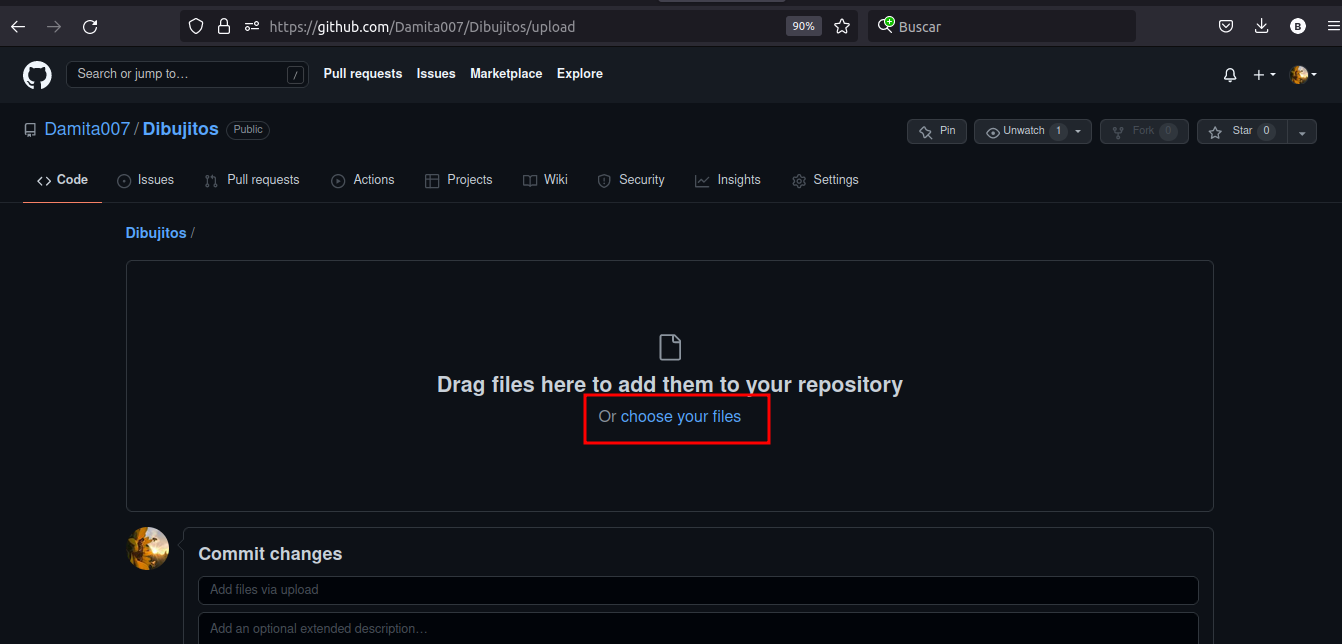 https://github.com/Damita007/Dibujitos/upload
90%
Buscar
B
Search or jump to…
/
Pull requests
Issues
Marketplace
Explore
Damita007 / Dibujitos
Public
Pin
Unwatch 1
Fork 0
Star 0
Code
Issues
Pull requests
Actions
Projects
Wiki
Security
Insights
Settings
Dibujitos /
Drag files here to add them to your repository
Or choose your files
Commit changes
Add files via upload
Add an optional extended description…